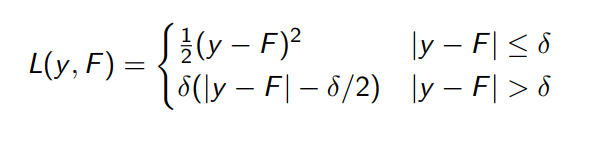 L(y, F) = { ½(y − F)² |y − F| ≤ δ
δ(|y − F| − δ/2) |y − F| > δ